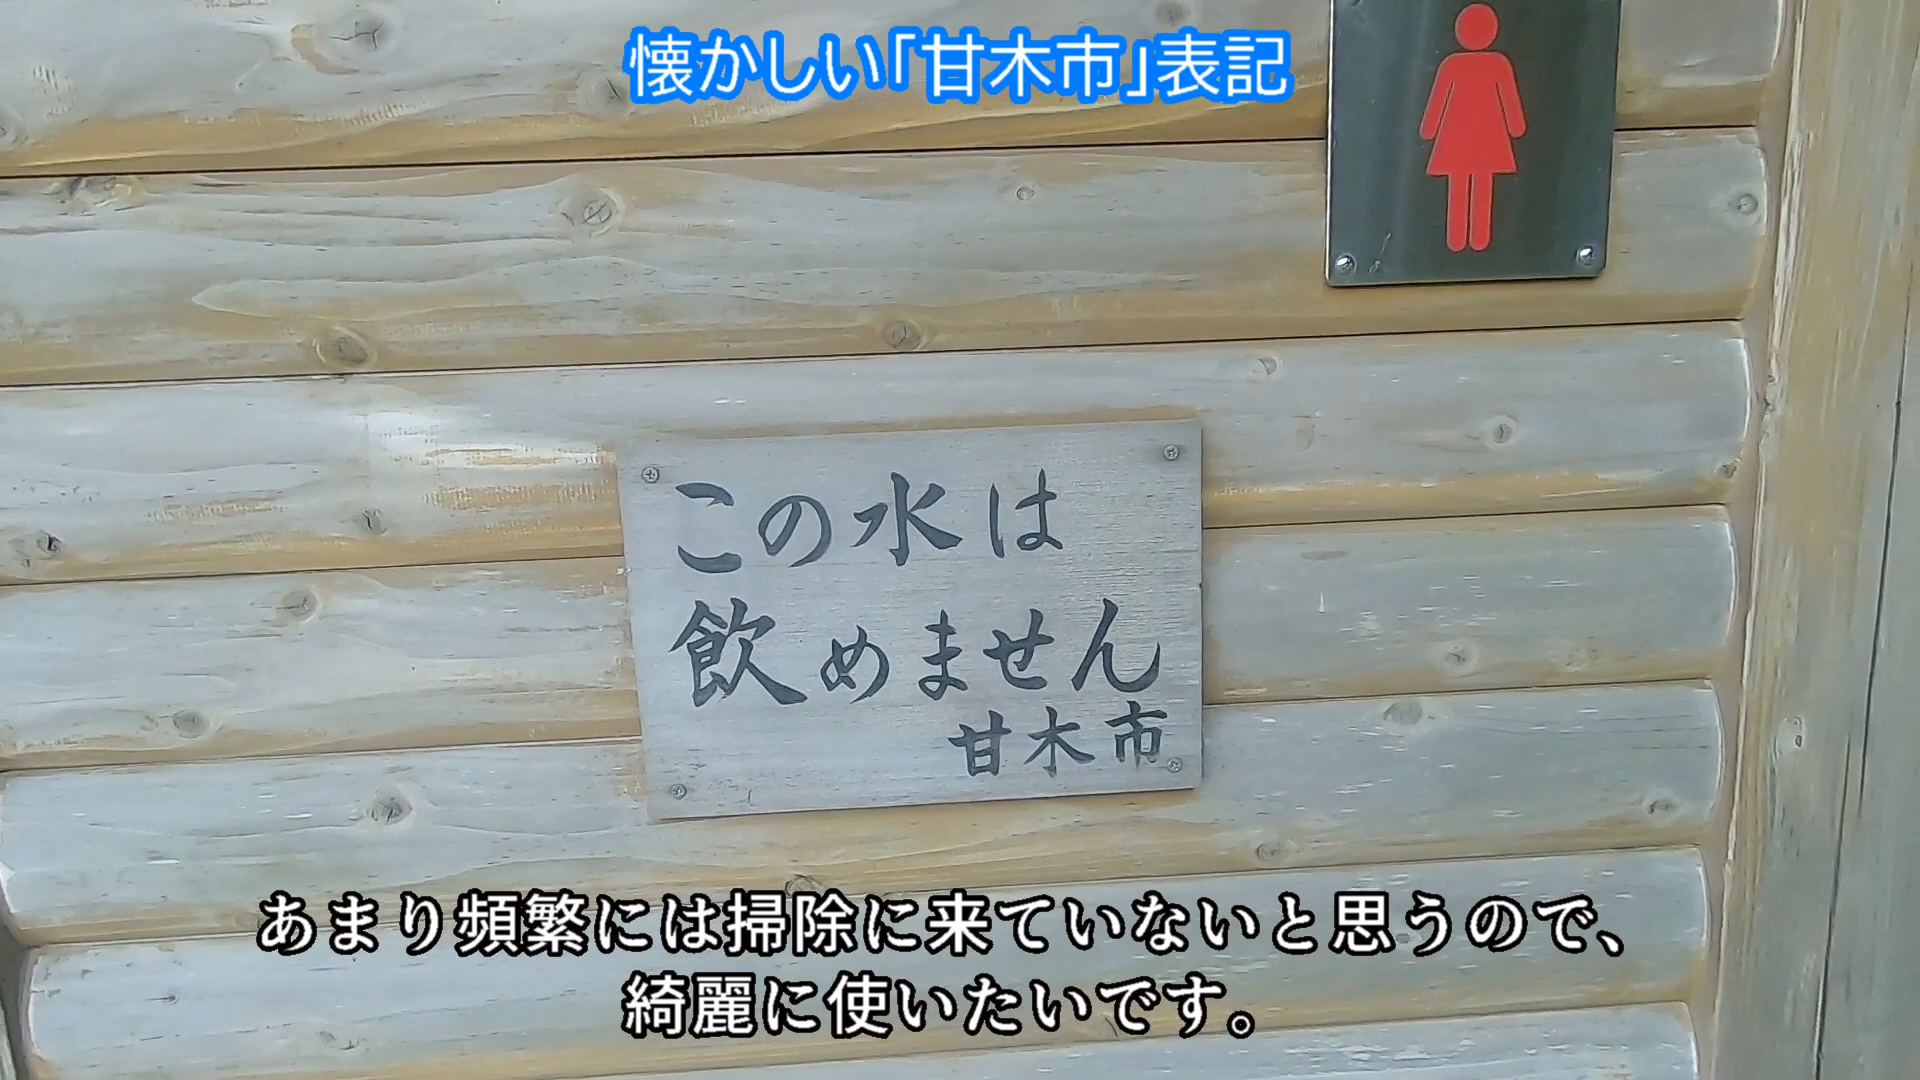 懐かしい「甘木市」表記
この水は
飲めません
甘木市
あまり頻繁には掃除に来ていないと思うので、
綺麗に使いたいです。